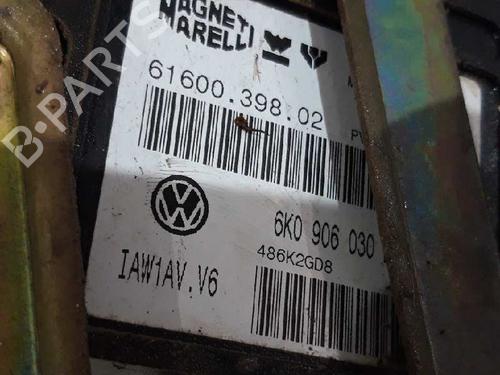 MAGNETI
MARELLI
61600.398.02
6K0 906 030
486K2GD8
IAW1AV.V6
B-PARTS